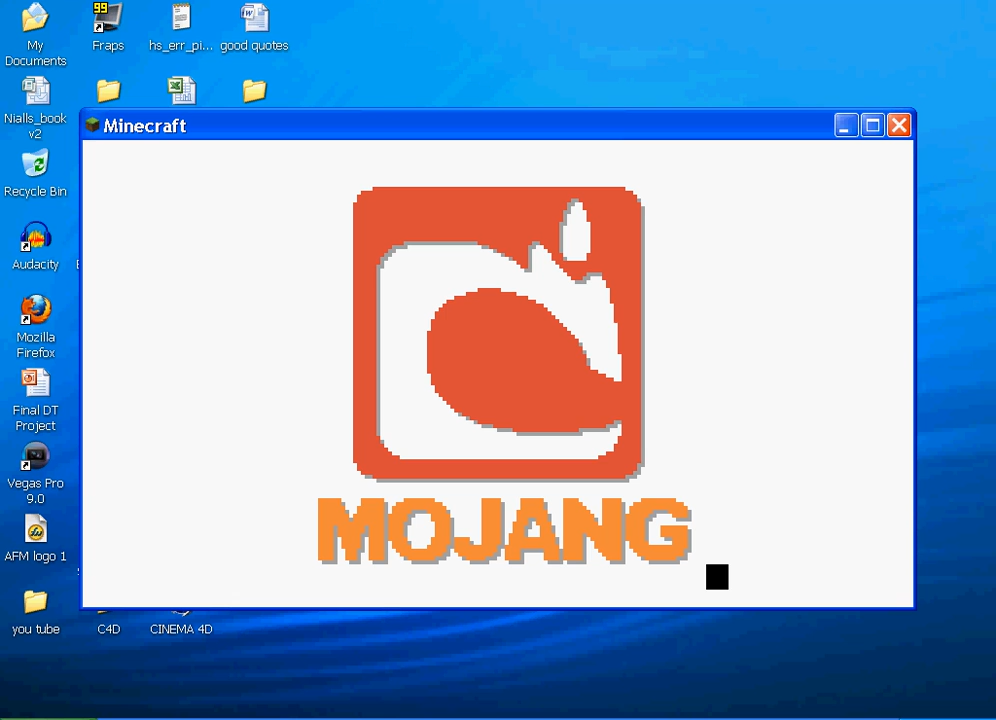 99
My
Documents
Fraps
hs_err_pi...
good quotes
Nialls_book
v2
Minecraft
Recycle Bin
Audacity
Mozilla
Firefox
Final DT
Project
Vegas Pro
9.0
AFM logo 1
you tube
C4D
CINEMA 4D
MOJANG